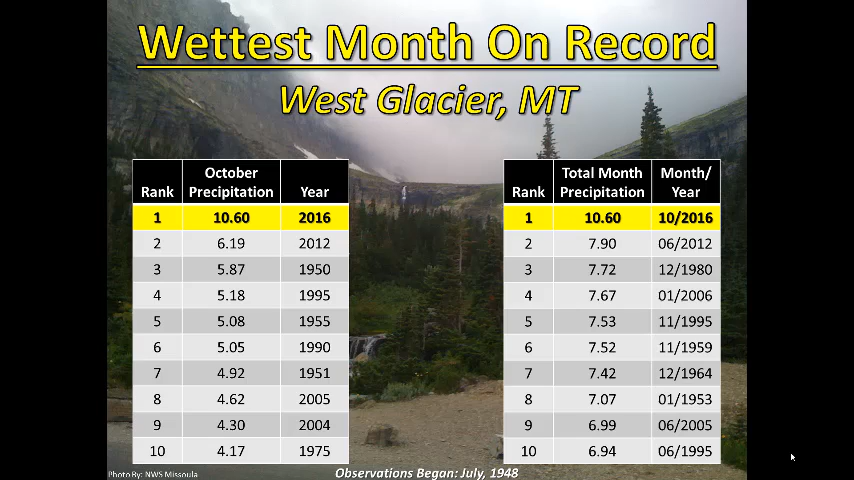 Wettest Month On Record
West Glacier, MT
Rank October Precipitation Year
1 10.60 2016
2 6.19 2012
3 5.87 1950
4 5.18 1995
5 5.08 1955
6 5.05 1990
7 4.92 1951
8 4.62 2005
9 4.30 2004
10 4.17 1975
Rank Total Month Precipitation Month/ Year
1 10.60 10/2016
2 7.90 06/2012
3 7.72 12/1980
4 7.67 01/2006
5 7.53 11/1995
6 7.52 11/1959
7 7.42 12/1964
8 7.07 01/1953
9 6.99 06/2005
10 6.94 06/1995
Photo By: NWS Missoula
Observations Began: July, 1948